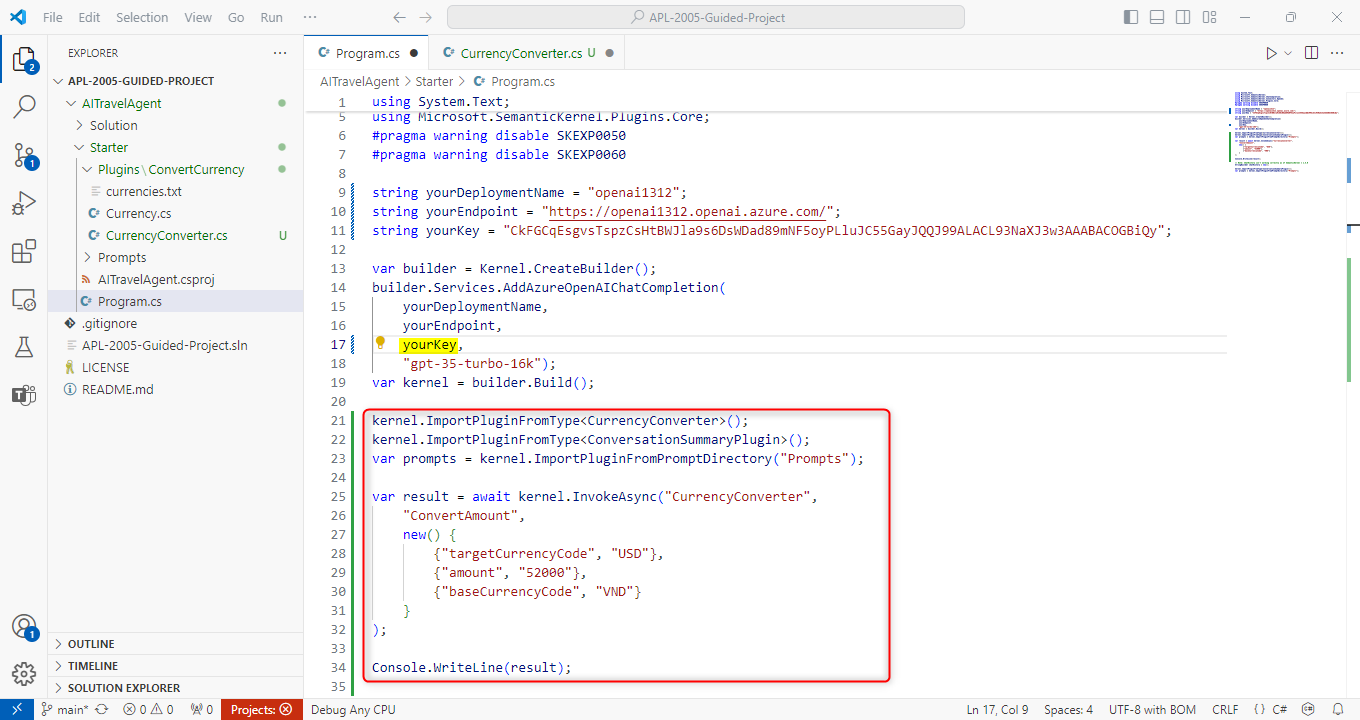 File Edit Selection View Go Run ···
APL-2005-Guided-Project
EXPLORER ···
APL-2005-GUIDED-PROJECT
AITravelAgent
Solution
Starter
Plugins \ ConvertCurrency
currencies.txt
Currency.cs
CurrencyConverter.cs U
Prompts
AITravelAgent.csproj
Program.cs
.gitignore
APL-2005-Guided-Project.sln
LICENSE
README.md
OUTLINE
TIMELINE
SOLUTION EXPLORER
2
1
1
Program.cs ●
CurrencyConverter.cs U ●
AITravelAgent > Starter > Program.cs
1 using System.Text;
5 using Microsoft.SemanticKernel.Plugins.Core;
6 #pragma warning disable SKEXP0050
7 #pragma warning disable SKEXP0060
8
9 string yourDeploymentName = "openai1312";
10 string yourEndpoint = "https://openai1312.openai.azure.com/";
11 string yourKey = "CkFGCqEsgvsTspzCsHtBWJla9s6DsWDad89mNF5oyPLluJC55GayJQQJ99ALACL93NaXJ3w3AAABACOGBiQy";
12
13 var builder = Kernel.CreateBuilder();
14 builder.Services.AddAzureOpenAIChatCompletion(
15 yourDeploymentName,
16 yourEndpoint,
17 yourKey,
18 "gpt-35-turbo-16k");
19 var kernel = builder.Build();
20
21 kernel.ImportPluginFromType<CurrencyConverter>();
22 kernel.ImportPluginFromType<ConversationSummaryPlugin>();
23 var prompts = kernel.ImportPluginFromPromptDirectory("Prompts");
24
25 var result = await kernel.InvokeAsync("CurrencyConverter",
26 "ConvertAmount",
27 new() {
28 {"targetCurrencyCode", "USD"},
29 {"amount", "52000"},
30 {"baseCurrencyCode", "VND"}
31 }
32 );
33
34 Console.WriteLine(result);
35
main* 0 0 0 Projects: Debug Any CPU Ln 17, Col 9 Spaces: 4 UTF-8 with BOM CRLF {} C#